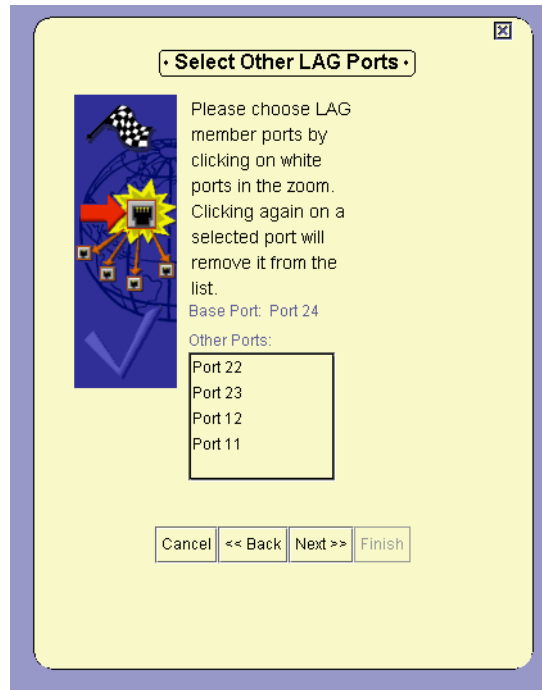 · Select Other LAG Ports ·
Please choose LAG
member ports by
clicking on white
ports in the zoom.
Clicking again on a
selected port will
remove it from the
list.
Base Port: Port 24
Other Ports:
Port 22
Port 23
Port 12
Port 11
Cancel << Back Next >> Finish